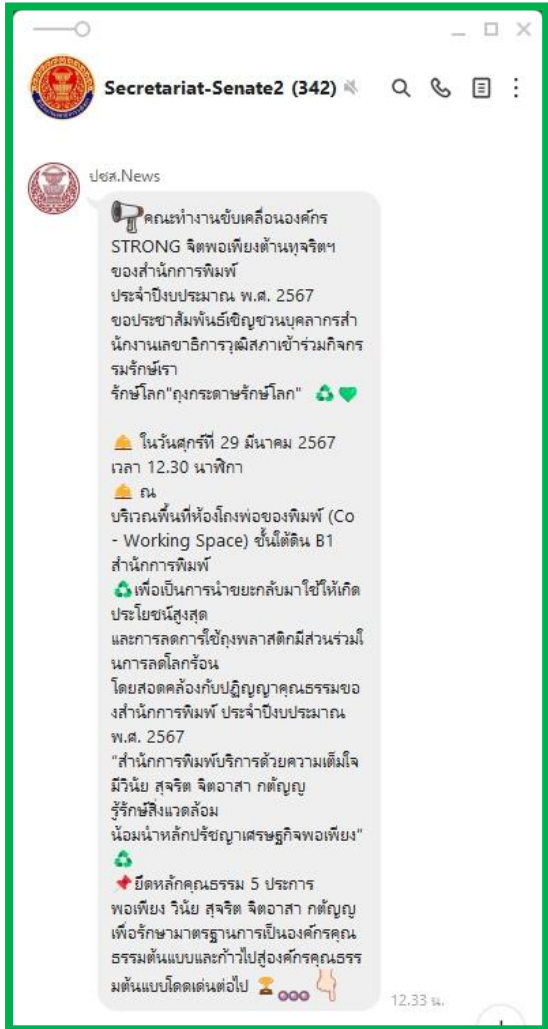 Secretariat-Senate2 (342)
ปชส.News
คณะทำงานขับเคลื่อนองค์กร
STRONG จิตพอเพียงต้านทุจริตฯ
ของสำนักการพิมพ์
ประจำปีงบประมาณ พ.ศ. 2567
ขอประชาสัมพันธ์เชิญชวนบุคลากรสำ
นักงานเลขาธิการวุฒิสภาเข้าร่วมกิจกร
รมรักษ์เรา
รักษ์โลก"ถุงกระดาษรักษ์โลก" ♻️💚
🛎️ ในวันศุกร์ที่ 29 มีนาคม 2567
เวลา 12.30 นาฬิกา
🛎️ ณ
บริเวณพื้นที่ห้องโถงพ่อของพิมพ์ (Co
- Working Space) ชั้นใต้ดิน B1
สำนักการพิมพ์
♻️เพื่อเป็นการนำขยะกลับมาใช้ให้เกิด
ประโยชน์สูงสุด
และการลดการใช้ถุงพลาสติกมีส่วนร่วมใ
นการลดโลกร้อน
โดยสอดคล้องกับปฏิญญาคุณธรรมขอ
งสำนักการพิมพ์ ประจำปีงบประมาณ
พ.ศ. 2567
"สำนักการพิมพ์บริการด้วยความเต็มใจ
มีวินัย สุจริต จิตอาสา กตัญญู
รู้รักษ์สิ่งแวดล้อม
น้อมนำหลักปรัชญาเศรษฐกิจพอเพียง"
♻️
📌ยึดหลักคุณธรรม 5 ประการ
พอเพียง วินัย สุจริต จิตอาสา กตัญญู
เพื่อรักษามาตรฐานการเป็นองค์กรคุณ
ธรรมต้นแบบและก้าวไปสู่องค์กรคุณธรร
มต้นแบบโดดเด่นต่อไป 🏆
12.33 น.